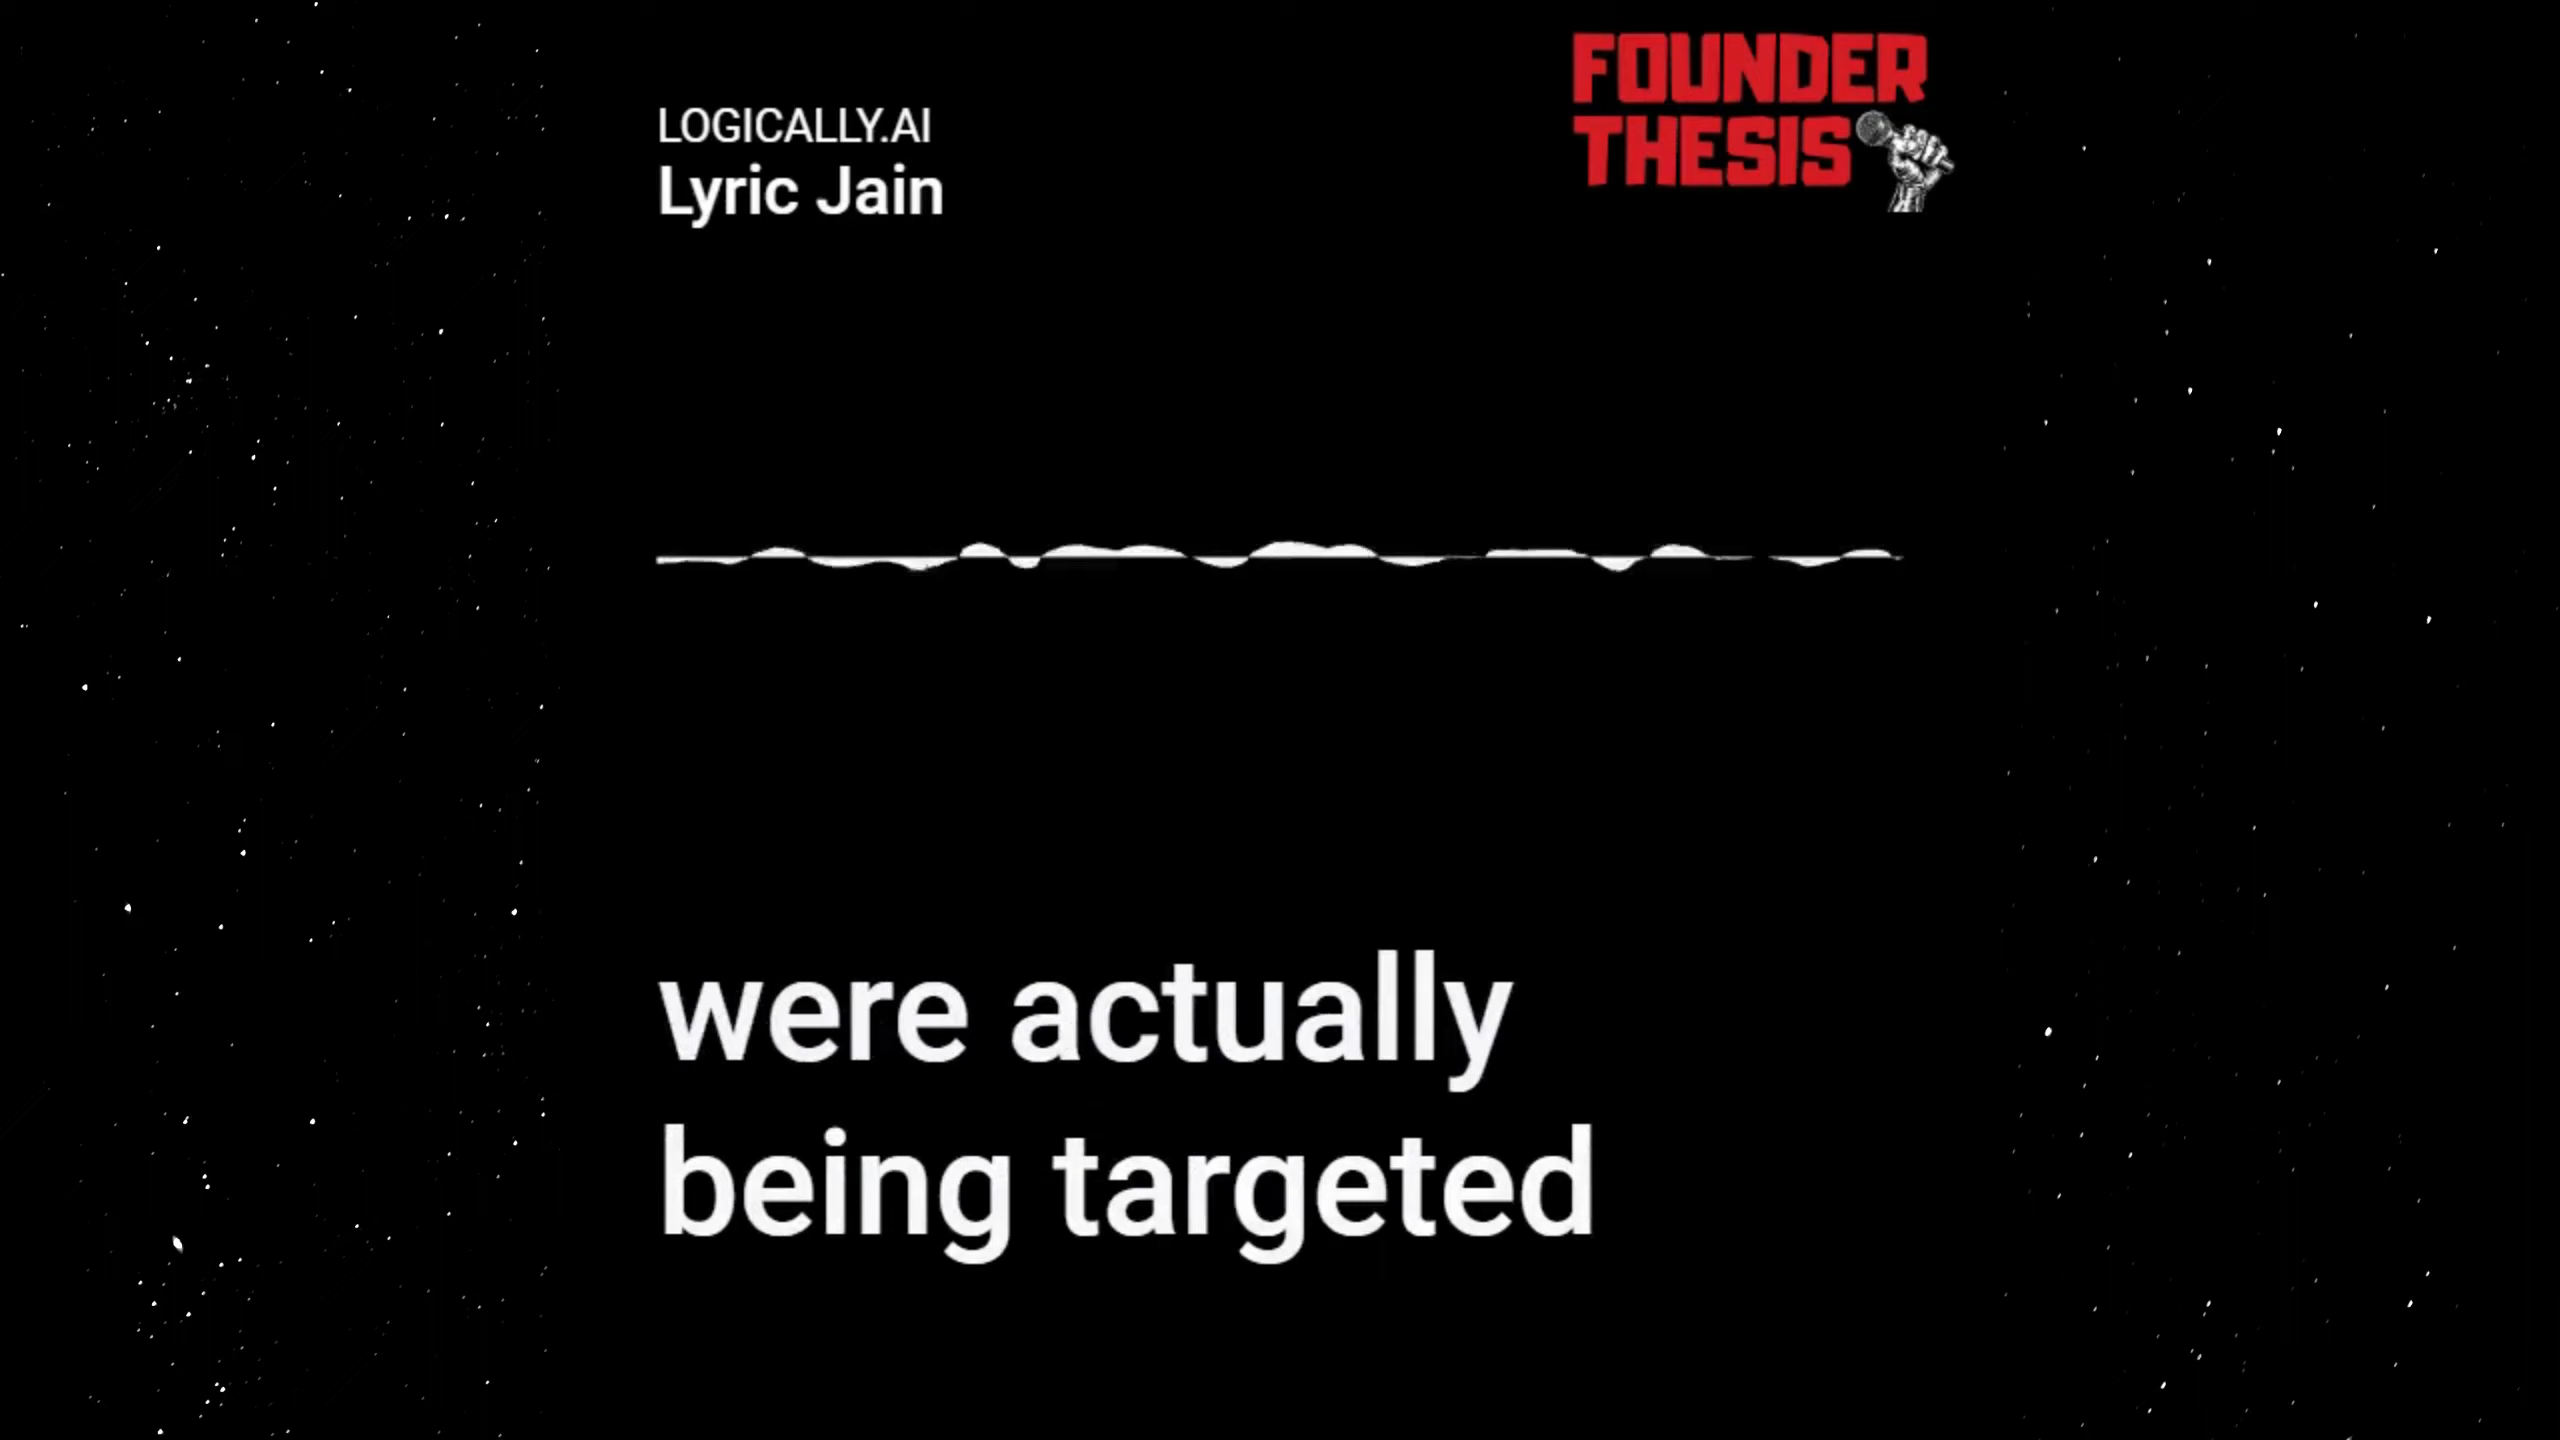 LOGICALLY.AI
Lyric Jain
FOUNDER
THESIS
were actually
being targeted